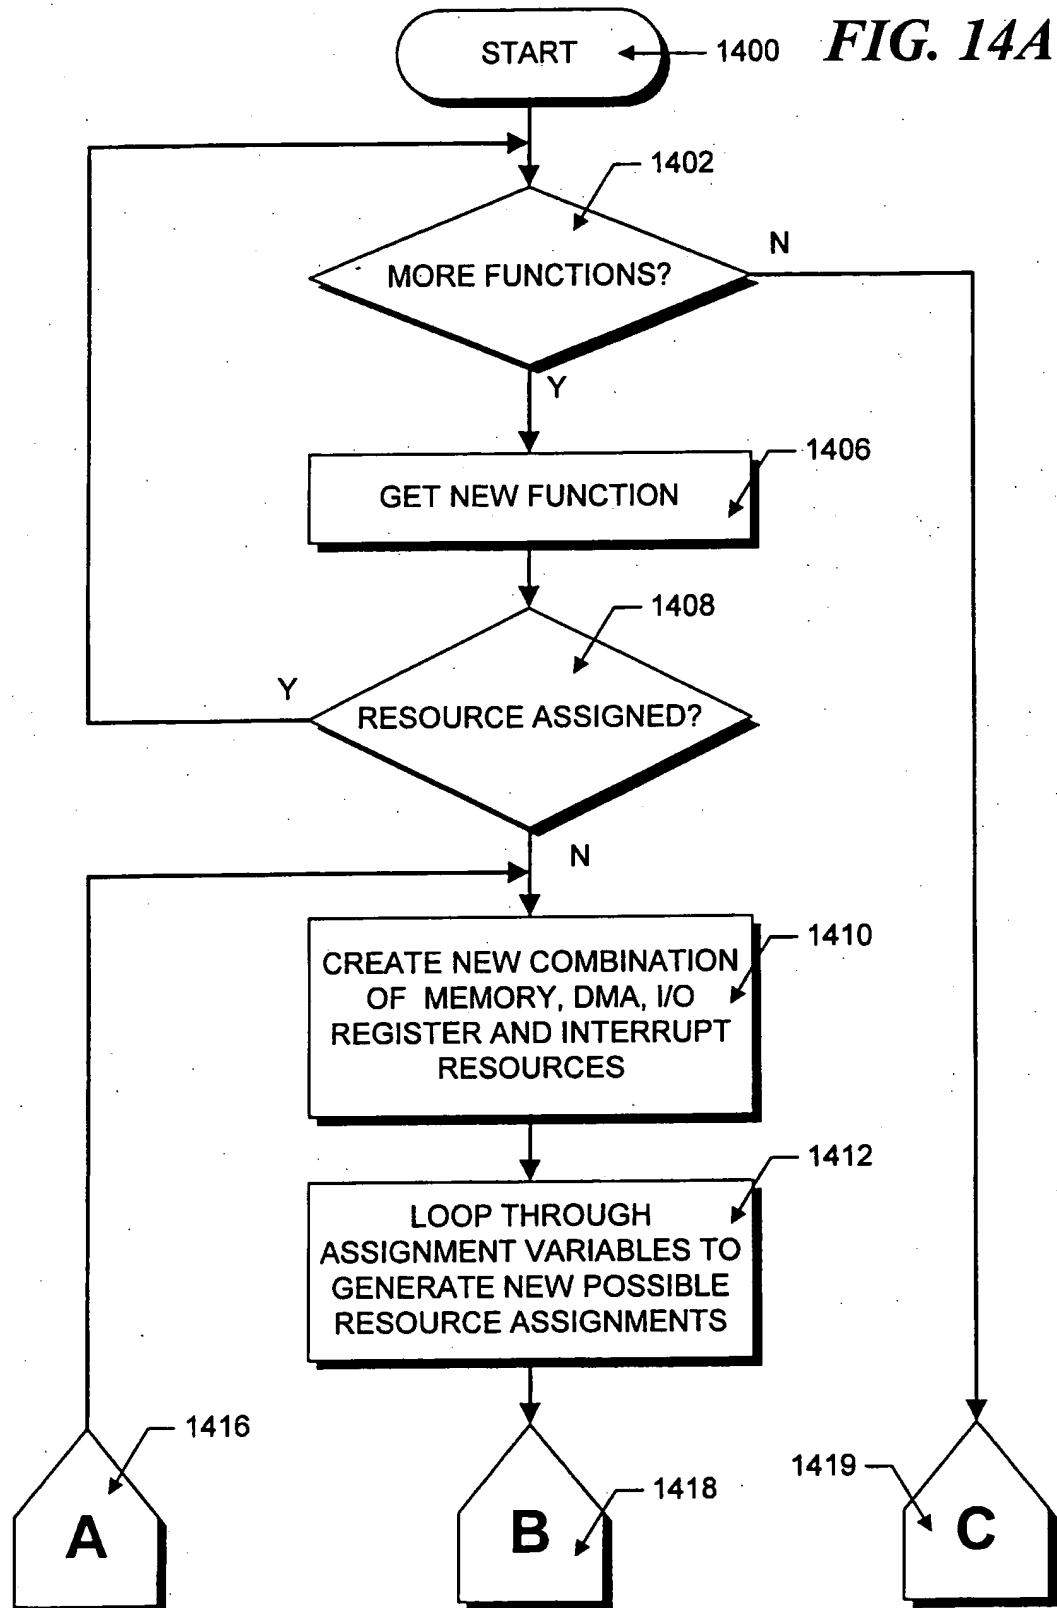 START
1400
FIG. 14A
1402
MORE FUNCTIONS?
N
Y
1406
GET NEW FUNCTION
1408
Y
RESOURCE ASSIGNED?
N
1410
CREATE NEW COMBINATION
OF MEMORY, DMA, I/O
REGISTER AND INTERRUPT
RESOURCES
1412
LOOP THROUGH
ASSIGNMENT VARIABLES TO
GENERATE NEW POSSIBLE
RESOURCE ASSIGNMENTS
1416
A
1418
B
1419
C